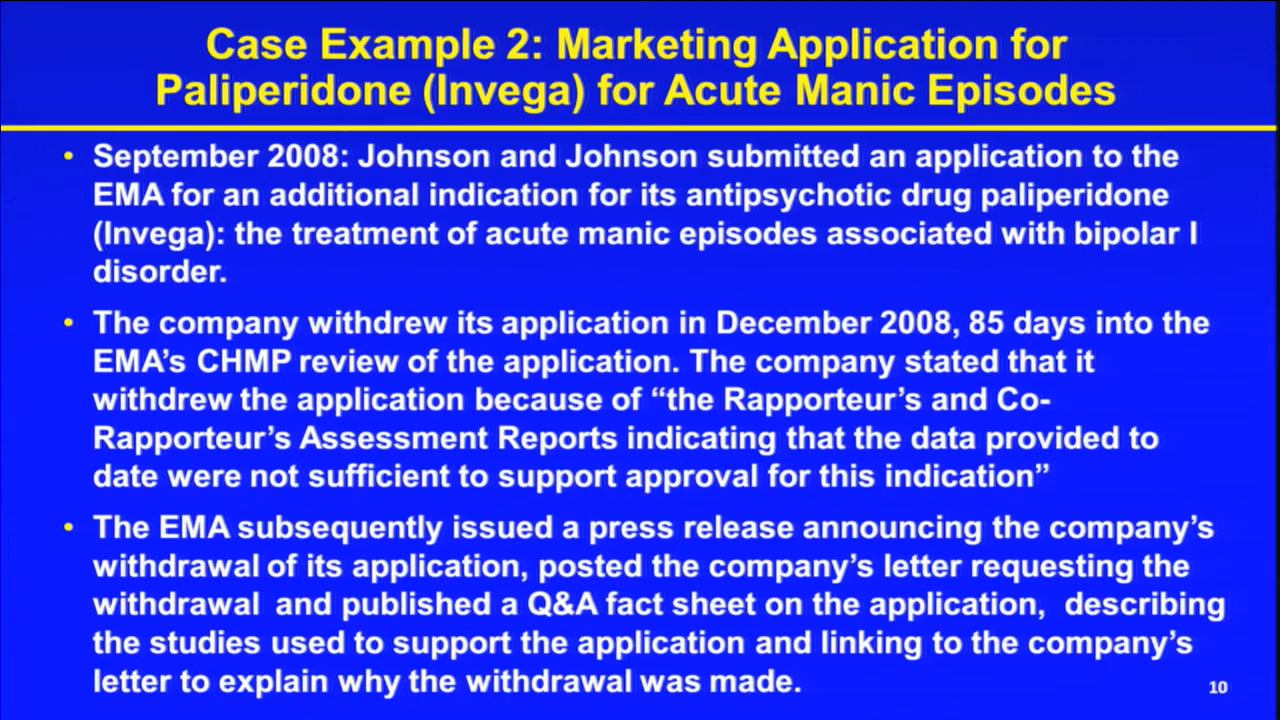 Case Example 2: Marketing Application for
Paliperidone (Invega) for Acute Manic Episodes
• September 2008: Johnson and Johnson submitted an application to the
EMA for an additional indication for its antipsychotic drug paliperidone
(Invega): the treatment of acute manic episodes associated with bipolar I
disorder.
• The company withdrew its application in December 2008, 85 days into the
EMA’s CHMP review of the application. The company stated that it
withdrew the application because of “the Rapporteur’s and Co-
Rapporteur’s Assessment Reports indicating that the data provided to
date were not sufficient to support approval for this indication”
• The EMA subsequently issued a press release announcing the company’s
withdrawal of its application, posted the company’s letter requesting the
withdrawal and published a Q&A fact sheet on the application, describing
the studies used to support the application and linking to the company’s
letter to explain why the withdrawal was made.
10